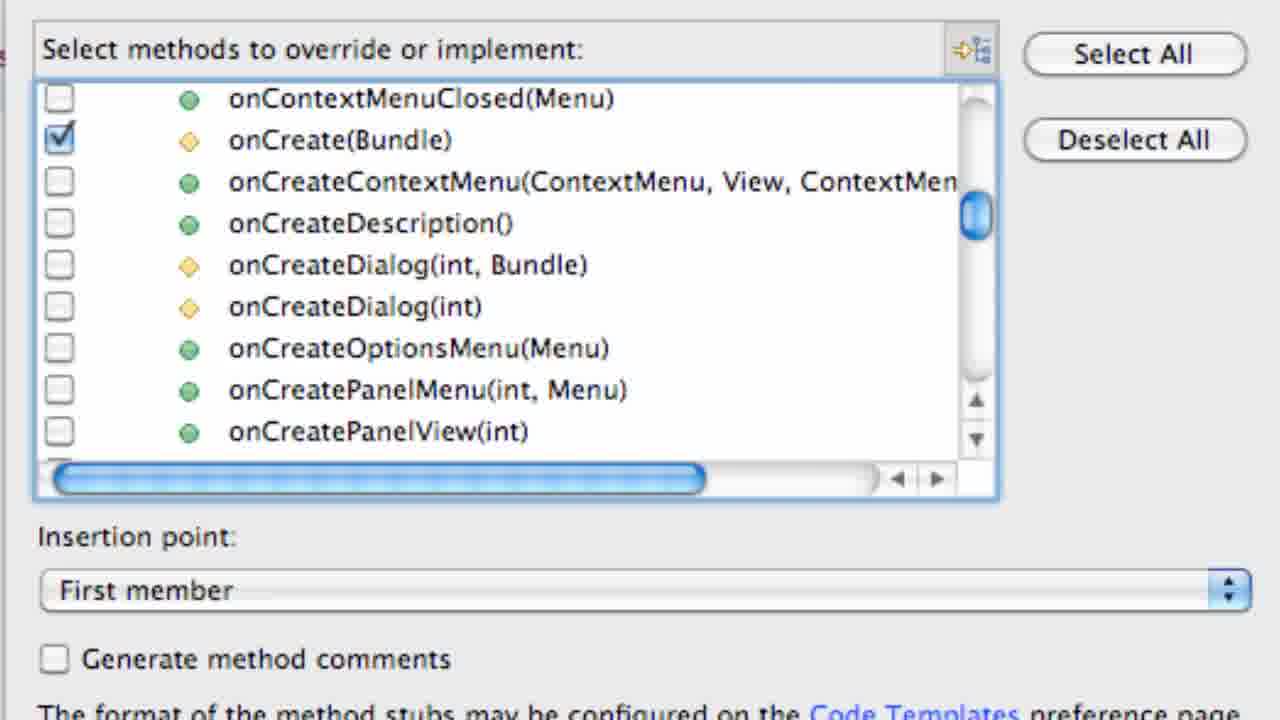 Select methods to override or implement:
Select All
onContextMenuClosed(Menu)
onCreate(Bundle)
Deselect All
onCreateContextMenu(ContextMenu, View, ContextMen
onCreateDescription()
onCreateDialog(int, Bundle)
onCreateDialog(int)
onCreateOptionsMenu(Menu)
onCreatePanelMenu(int, Menu)
onCreatePanelView(int)
Insertion point:
First member
Generate method comments
The format of the method stubs may be configured on the Code Templates preference page